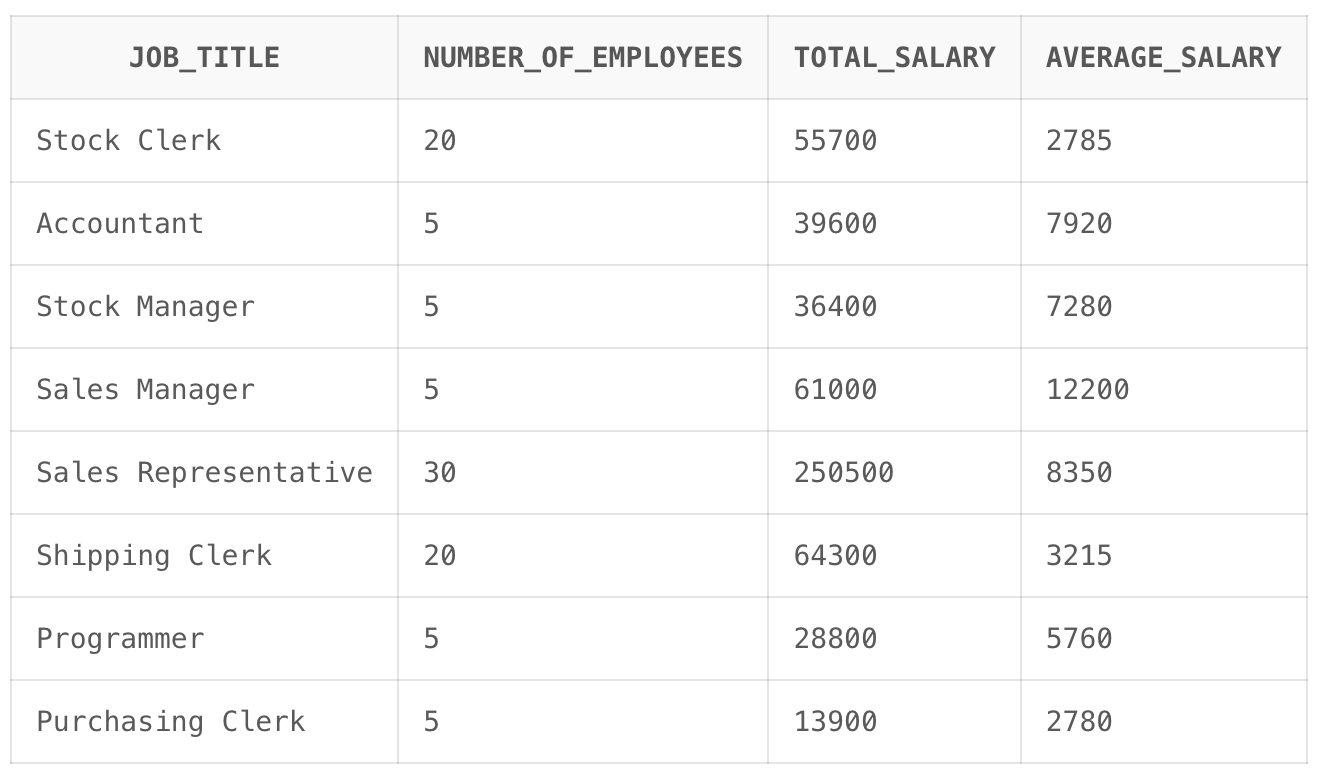 JOB_TITLE NUMBER_OF_EMPLOYEES TOTAL_SALARY AVERAGE_SALARY
Stock Clerk 20 55700 2785
Accountant 5 39600 7920
Stock Manager 5 36400 7280
Sales Manager 5 61000 12200
Sales Representative 30 250500 8350
Shipping Clerk 20 64300 3215
Programmer 5 28800 5760
Purchasing Clerk 5 13900 2780